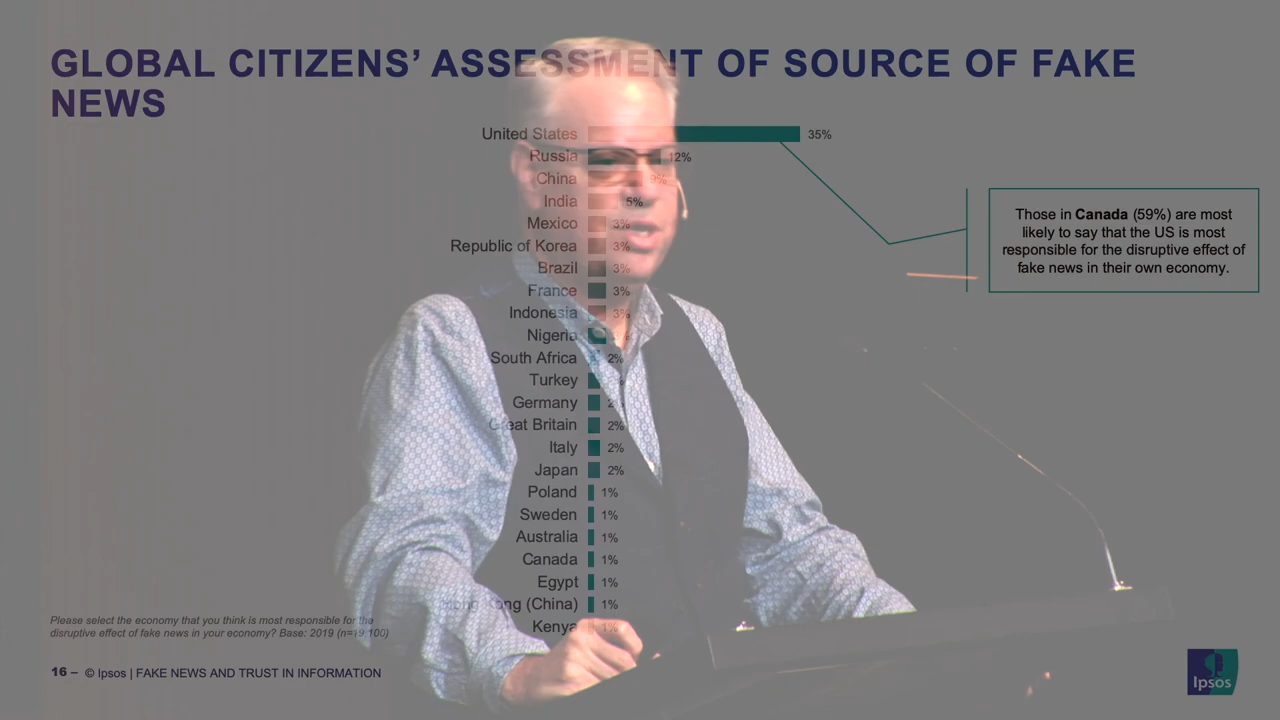 GLOBAL CITIZENS’ ASSESSMENT OF SOURCE OF FAKE
NEWS
United States 35%
Russia 12%
China 9%
India 5%
Mexico 3%
Republic of Korea 3%
Brazil 3%
France 3%
Indonesia 3%
Nigeria
South Africa 2%
Turkey
Germany 2%
Great Britain 2%
Italy 2%
Japan 2%
Poland 1%
Sweden 1%
Australia 1%
Canada 1%
Egypt 1%
Hong Kong (China) 1%
Kenya 1%
Those in Canada (59%) are most
likely to say that the US is most
responsible for the disruptive effect of
fake news in their own economy.
Please select the economy that you think is most responsible for the
disruptive effect of fake news in your economy? Base: 2019 (n=19,100)
16 – © Ipsos | FAKE NEWS AND TRUST IN INFORMATION
Ipsos